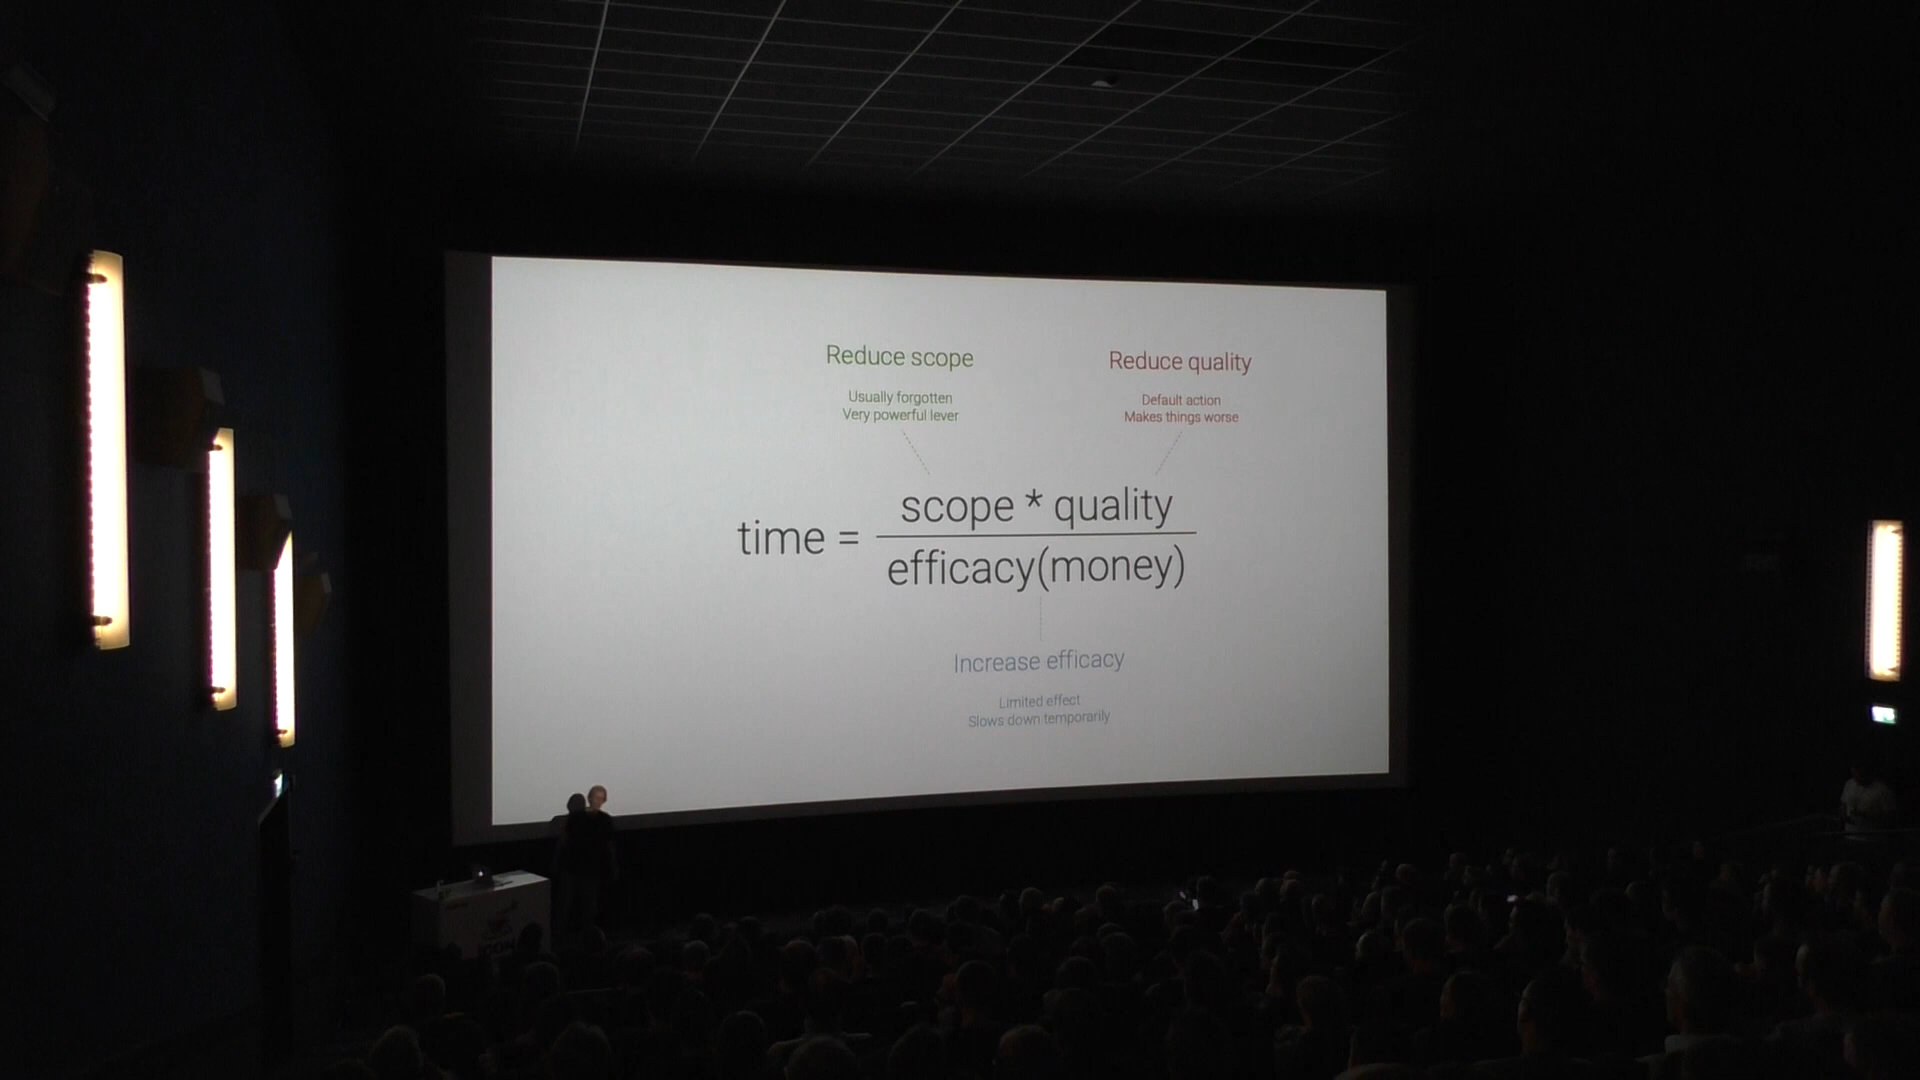 Reduce scope
Usually forgotten
Very powerful lever
Reduce quality
Default action
Makes things worse
time = scope * quality
efficacy(money)
Increase efficacy
Limited effect
Slows down temporarily